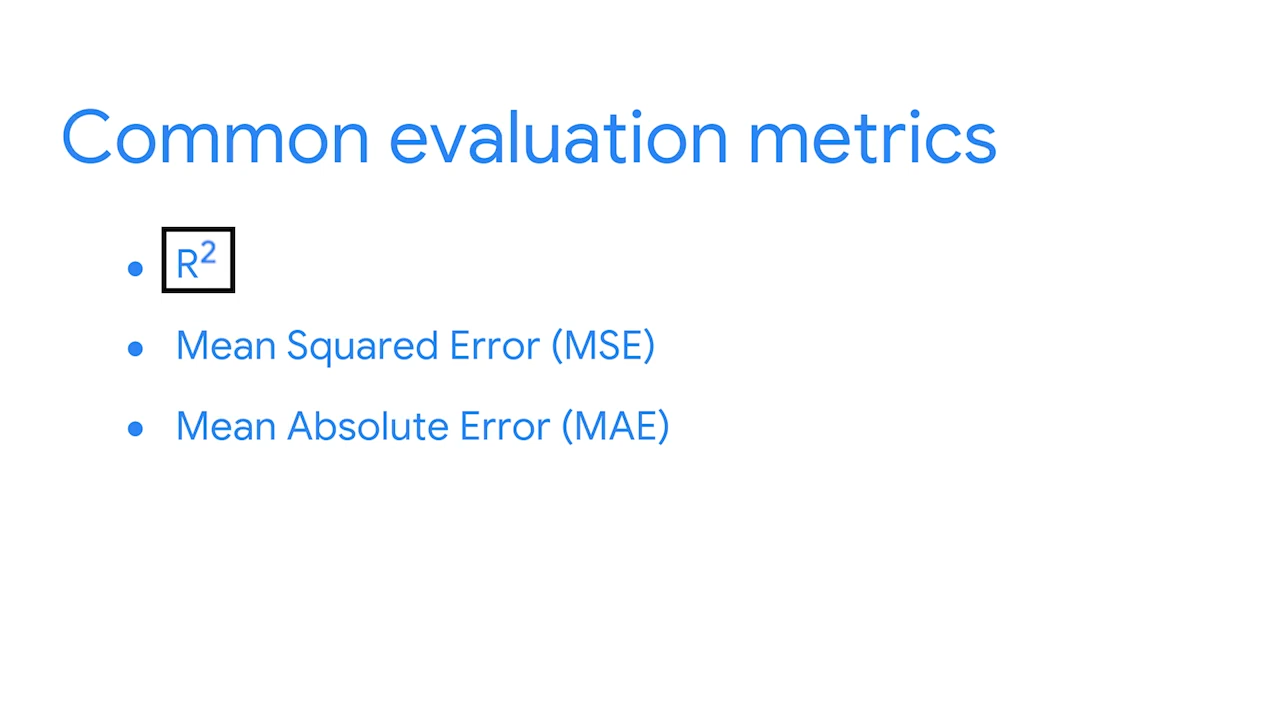 Common evaluation metrics
• R²
• Mean Squared Error (MSE)
• Mean Absolute Error (MAE)